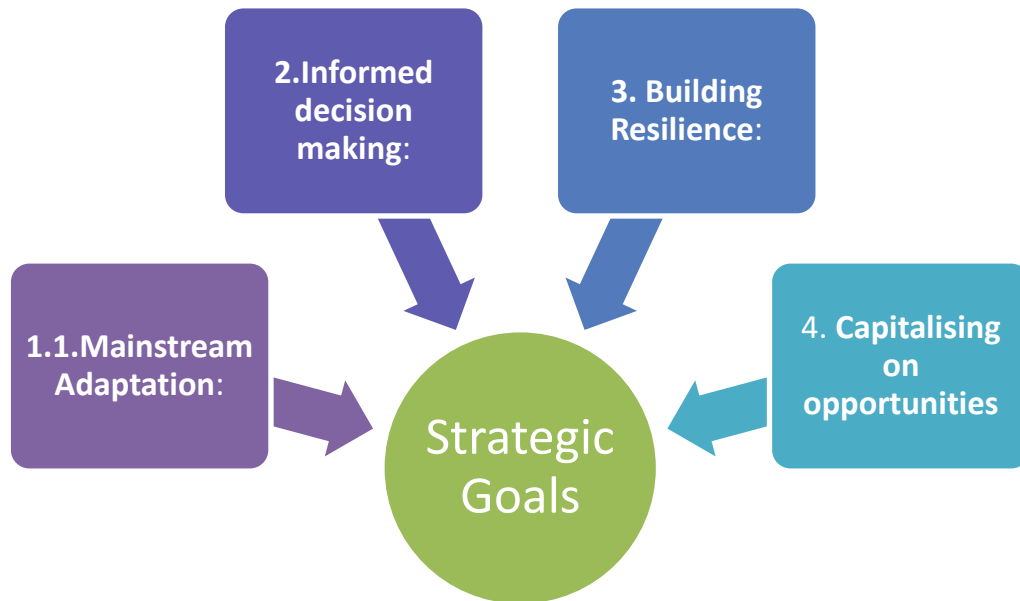 1.1.Mainstream
Adaptation:
2.Informed
decision
making:
3. Building
Resilience:
4. Capitalising
on
opportunities
Strategic
Goals